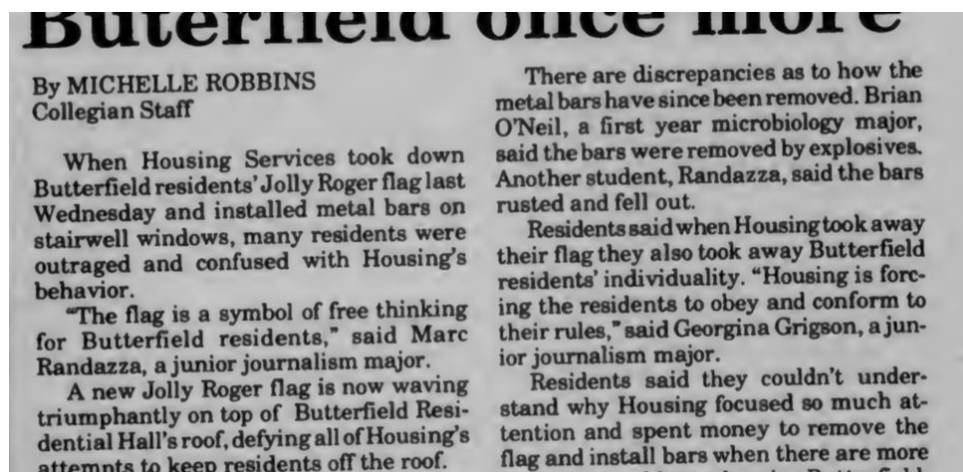 Buterfield once more
By MICHELLE ROBBINS
Collegian Staff
When Housing Services took down
Butterfield residents' Jolly Roger flag last
Wednesday and installed metal bars on
stairwell windows, many residents were
outraged and confused with Housing's
behavior.
"The flag is a symbol of free thinking
for Butterfield residents," said Marc
Randazza, a junior journalism major.
A new Jolly Roger flag is now waving
triumphantly on top of Butterfield Resi-
dential Hall's roof, defying all of Housing's
attempts to keep residents off the roof.
There are discrepancies as to how the
metal bars have since been removed. Brian
O'Neil, a first year microbiology major,
said the bars were removed by explosives.
Another student, Randazza, said the bars
rusted and fell out.
Residents said when Housing took away
their flag they also took away Butterfield
residents' individuality. "Housing is forc-
ing the residents to obey and conform to
their rules," said Georgina Grigson, a jun-
ior journalism major.
Residents said they couldn't under-
stand why Housing focused so much at-
tention and spent money to remove the
flag and install bars when there are more